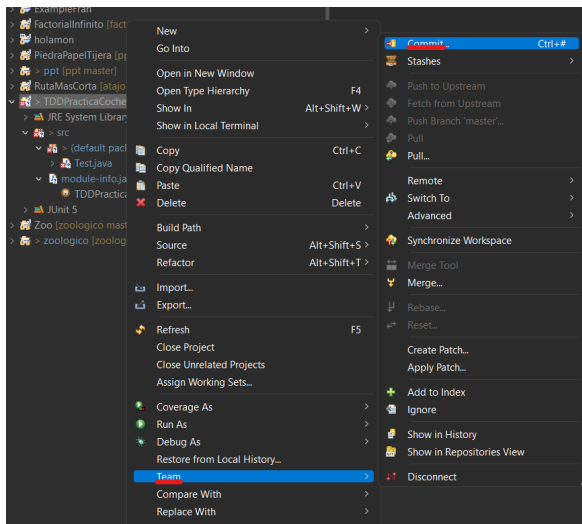 ExampleFran
FactorialInfinito [fact
holamon
PiedraPapelTijera [pp
> ppt [ppt master]
RutaMasCorta [atajo
> TDDPracticaCoche
JRE System Library
> src
> (default pack
> Test.java
module-info.ja
TDDPractic
JUnit 5
Zoo [zoologico mast
> zoologico [zoolog
New >
Go Into
Open in New Window
Open Type Hierarchy F4
Show In Alt+Shift+W >
Show in Local Terminal >
Copy Ctrl+C
Copy Qualified Name
Paste Ctrl+V
Delete Delete
Build Path >
Source Alt+Shift+S >
Refactor Alt+Shift+T >
Import...
Export...
Refresh F5
Close Project
Close Unrelated Projects
Assign Working Sets...
Coverage As >
Run As >
Debug As >
Restore from Local History...
Team >
Compare With >
Replace With >
Commit... Ctrl+#
Stashes >
Push to Upstream
Fetch from Upstream
Push Branch 'master'...
Pull
Pull...
Remote >
Switch To >
Advanced >
Synchronize Workspace
Merge Tool
Merge...
Rebase...
Reset...
Create Patch...
Apply Patch...
Add to Index
Ignore
Show in History
Show in Repositories View
Disconnect